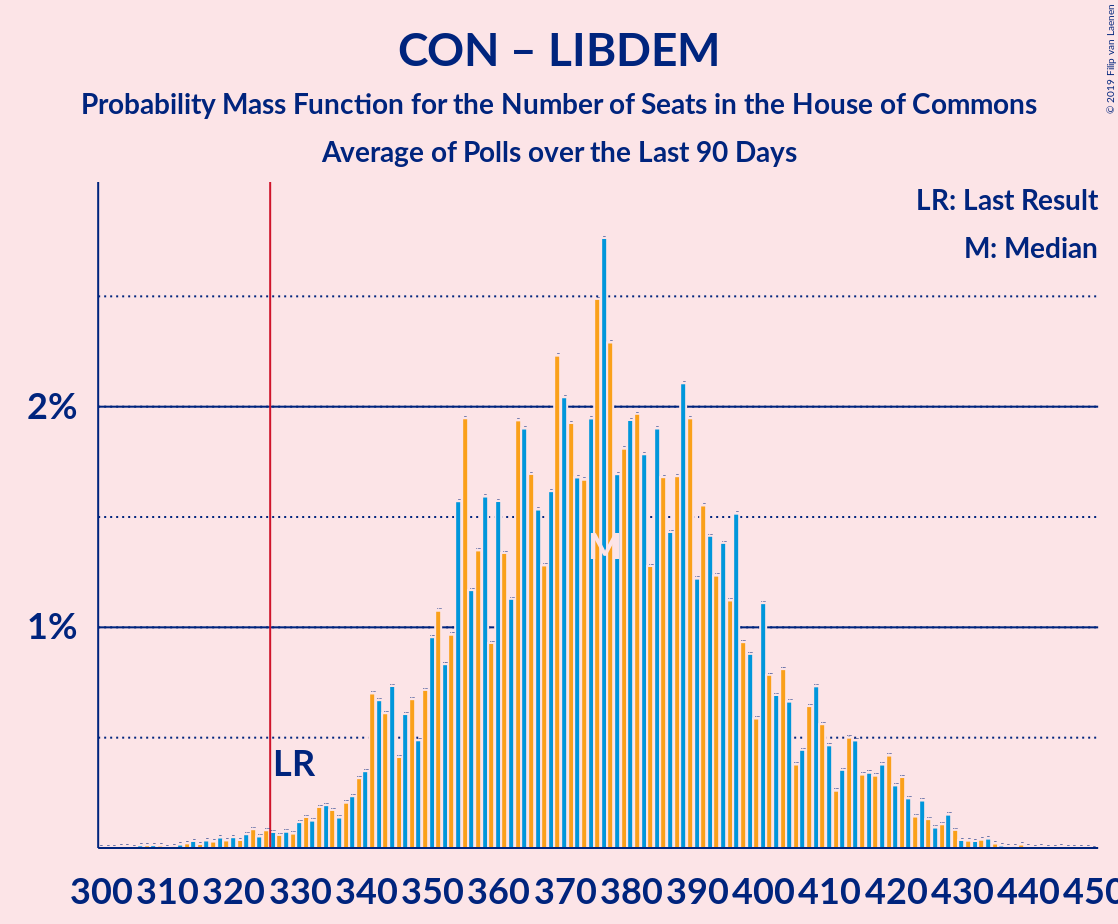 CON – LIBDEM
Probability Mass Function for the Number of Seats in the House of Commons
Average of Polls over the Last 90 Days
© 2019 Filip van Laenen
LR: Last Result
M: Median
2%
1%
LR
M
300 310 320 330 340 350 360 370 380 390 400 410 420 430 440 450